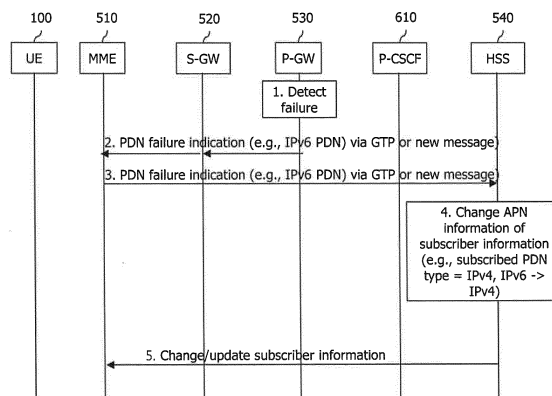 100 510 520 530 610 540
UE MME S-GW P-GW P-CSCF HSS
1. Detect
failure
2. PDN failure indication (e.g., IPv6 PDN) via GTP or new message)
3. PDN failure indication (e.g., IPv6 PDN) via GTP or new message)
4. Change APN
information of
subscriber information
(e.g., subscribed PDN
type = IPv4, IPv6 ->
IPv4)
5. Change/update subscriber information